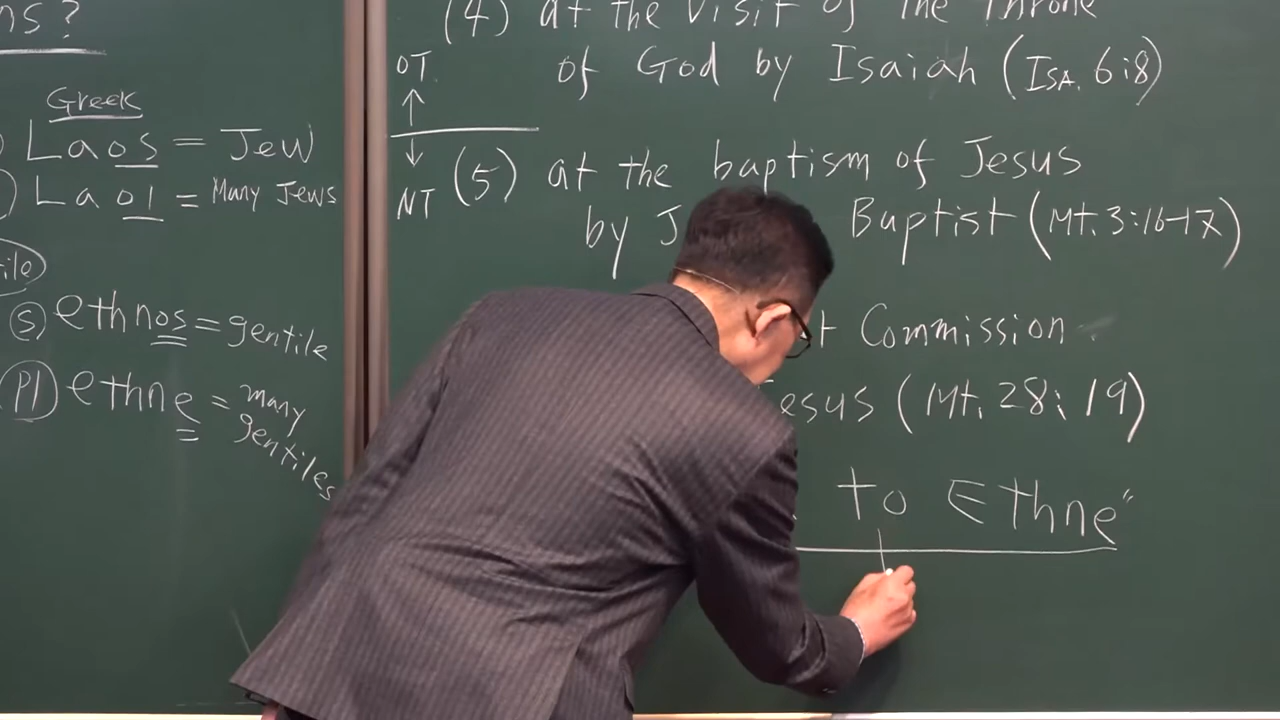 ns?
Greek
Laos = Jew
Laoi = Many Jews
ile
(S) ethnos = gentile
(Pl) ethne = many
gentiles
(4) at the visit of the Throne
of God by Isaiah (Isa. 6:8)
OT
NT
(5) at the baptism of Jesus
by J Baptist (Mt. 3:16-17)
t Commission
esus (Mt. 28:19)
to Ethne"